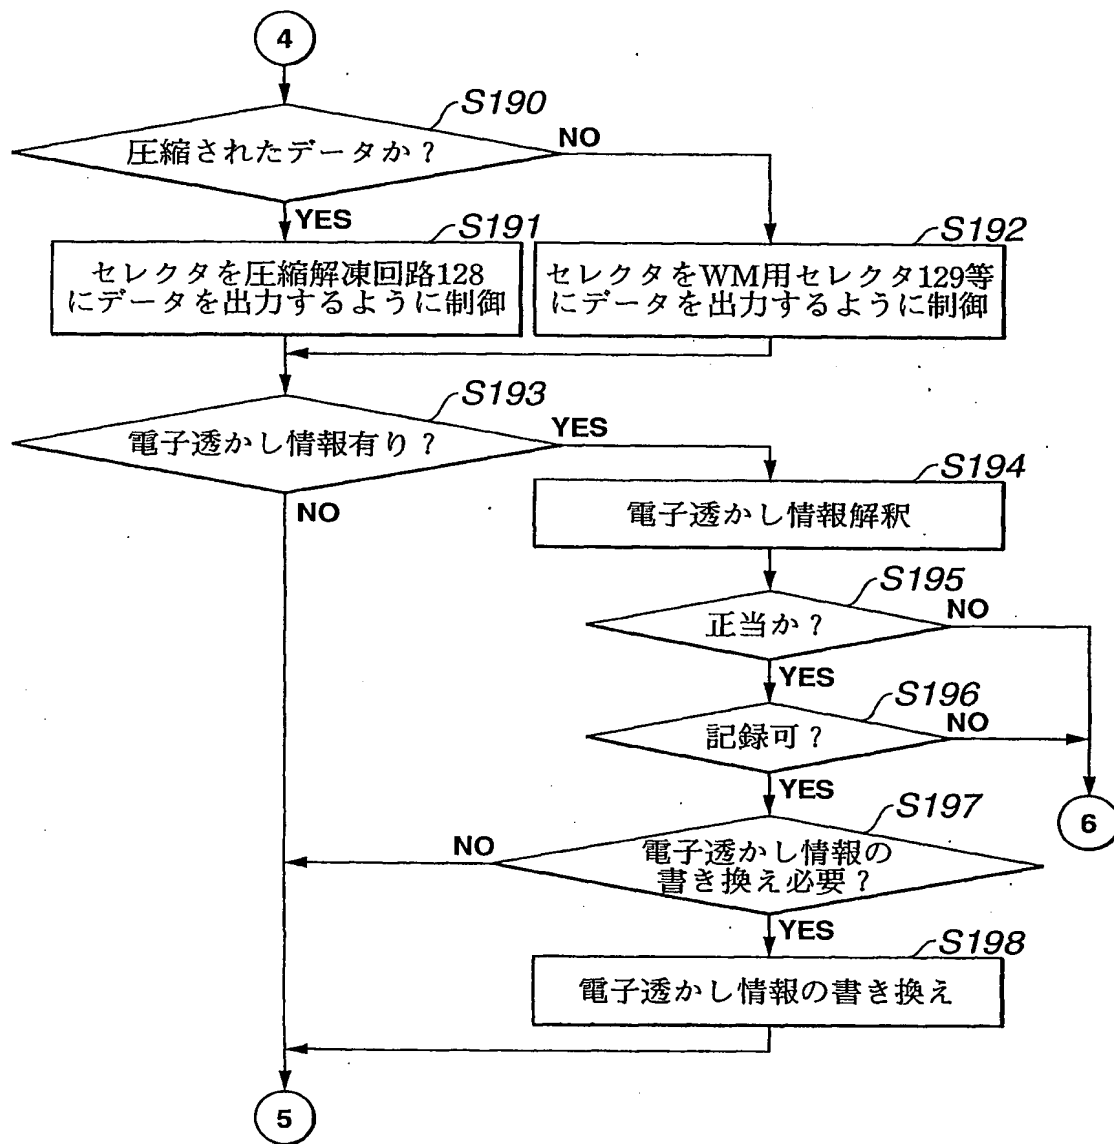 4
S190
圧縮されたデータか?
NO
YES
S191
セレクタを圧縮解凍回路128
にデータを出力するように制御
S192
セレクタをWM用セレクタ129等
にデータを出力するように制御
S193
電子透かし情報有り?
YES
NO
S194
電子透かし情報解釈
S195
正当か?
NO
YES
S196
記録可?
NO
YES
6
S197
電子透かし情報の
書き換え必要?
NO
YES
S198
電子透かし情報の書き換え
5